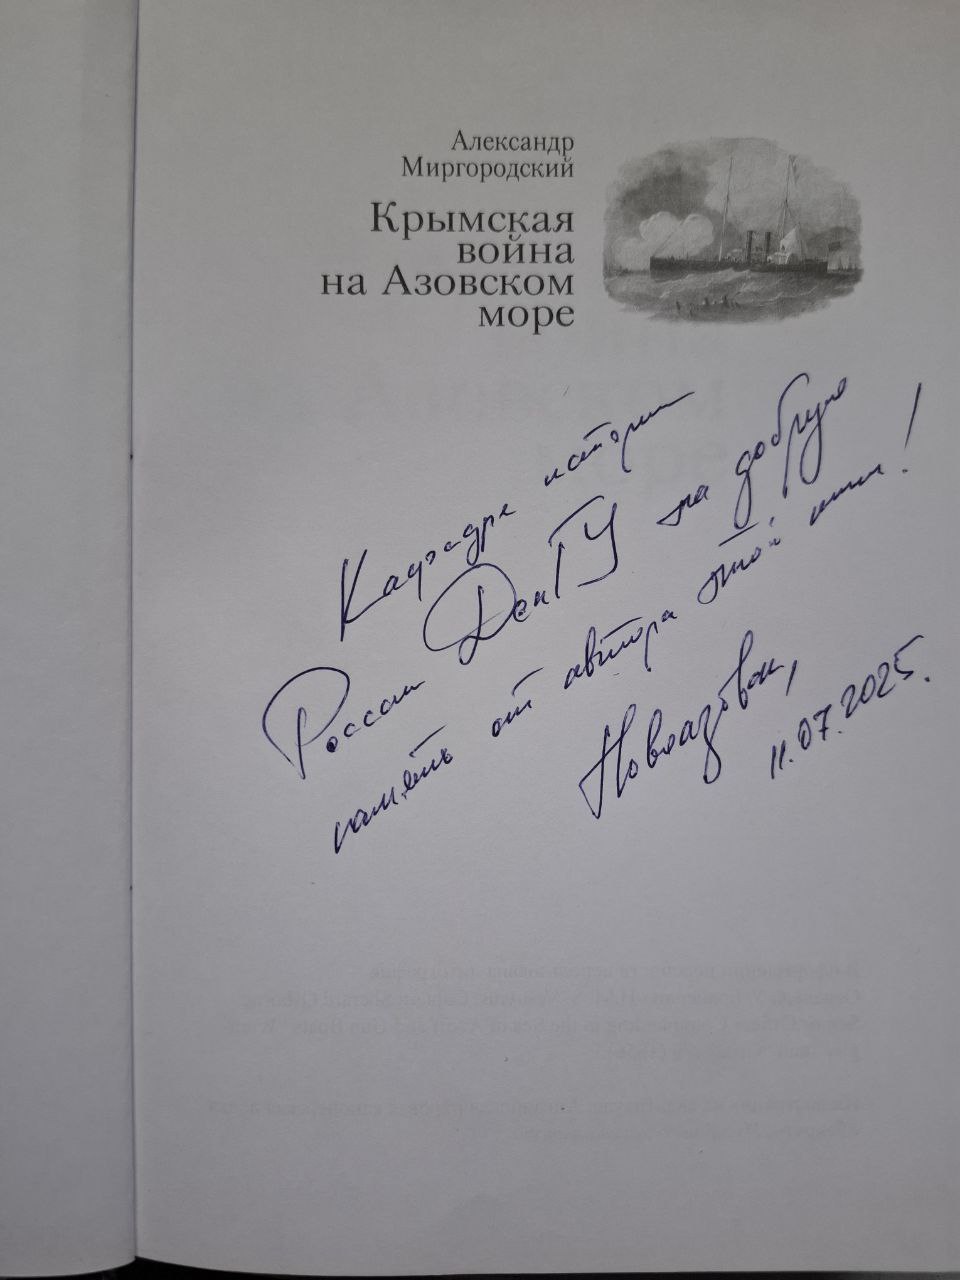 Александр
Миргородский
Крымская
война
на Азовском
море
Кафедре истории
России ДонГУ на добрую
память от автора этой книги!
Новоазовск,
11.07.2025.